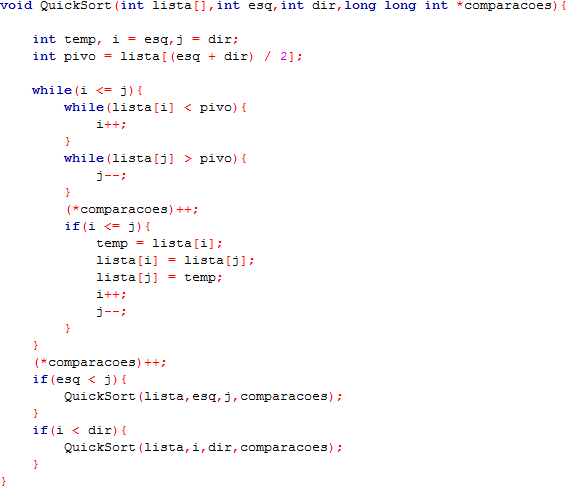 void QuickSort(int lista[],int esq,int dir,long long int *comparacoes){
int temp, i = esq,j = dir;
int pivo = lista[(esq + dir) / 2];
while(i <= j){
while(lista[i] < pivo){
i++;
}
while(lista[j] > pivo){
j--;
}
(*comparacoes)++;
if(i <= j){
temp = lista[i];
lista[i] = lista[j];
lista[j] = temp;
i++;
j--;
}
}
(*comparacoes)++;
if(esq < j){
QuickSort(lista,esq,j,comparacoes);
}
if(i < dir){
QuickSort(lista,i,dir,comparacoes);
}
}